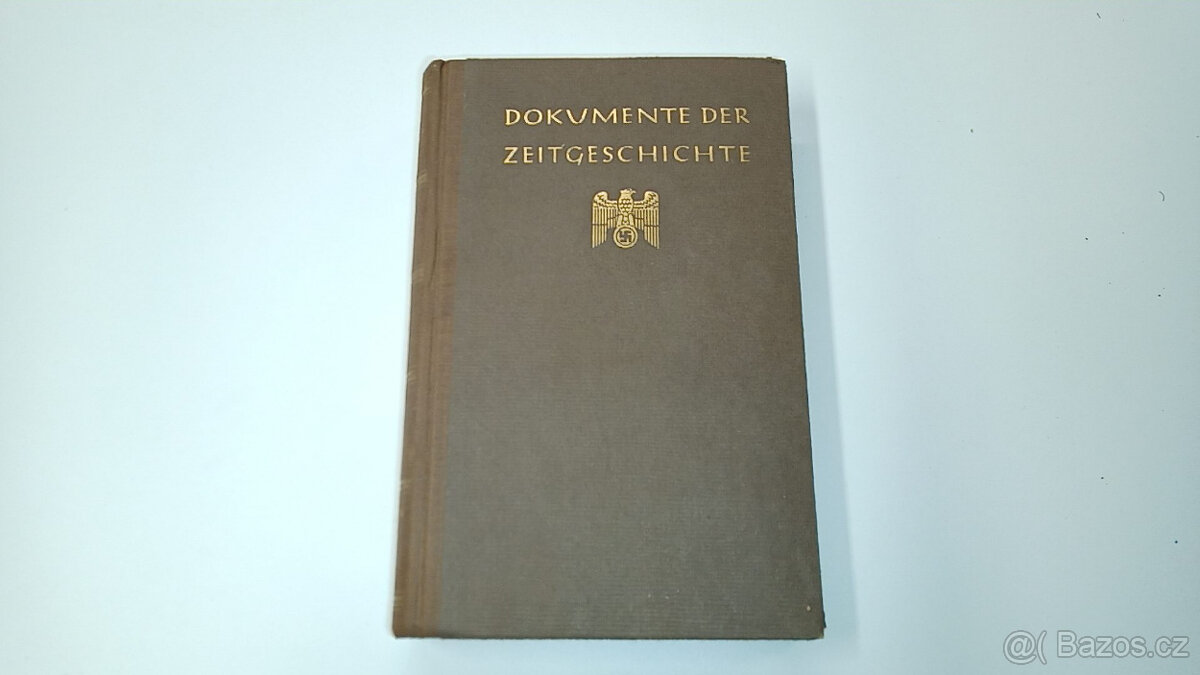 DOKUMENTE DER
ZEITGESCHICHTE
@( Bazos.cz